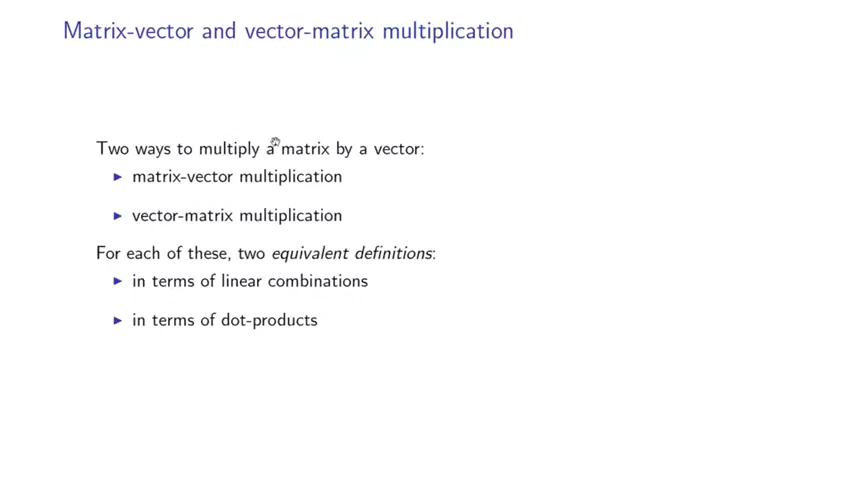 Matrix-vector and vector-matrix multiplication
Two ways to multiply a matrix by a vector:
▶ matrix-vector multiplication
▶ vector-matrix multiplication
For each of these, two equivalent definitions:
▶ in terms of linear combinations
▶ in terms of dot-products